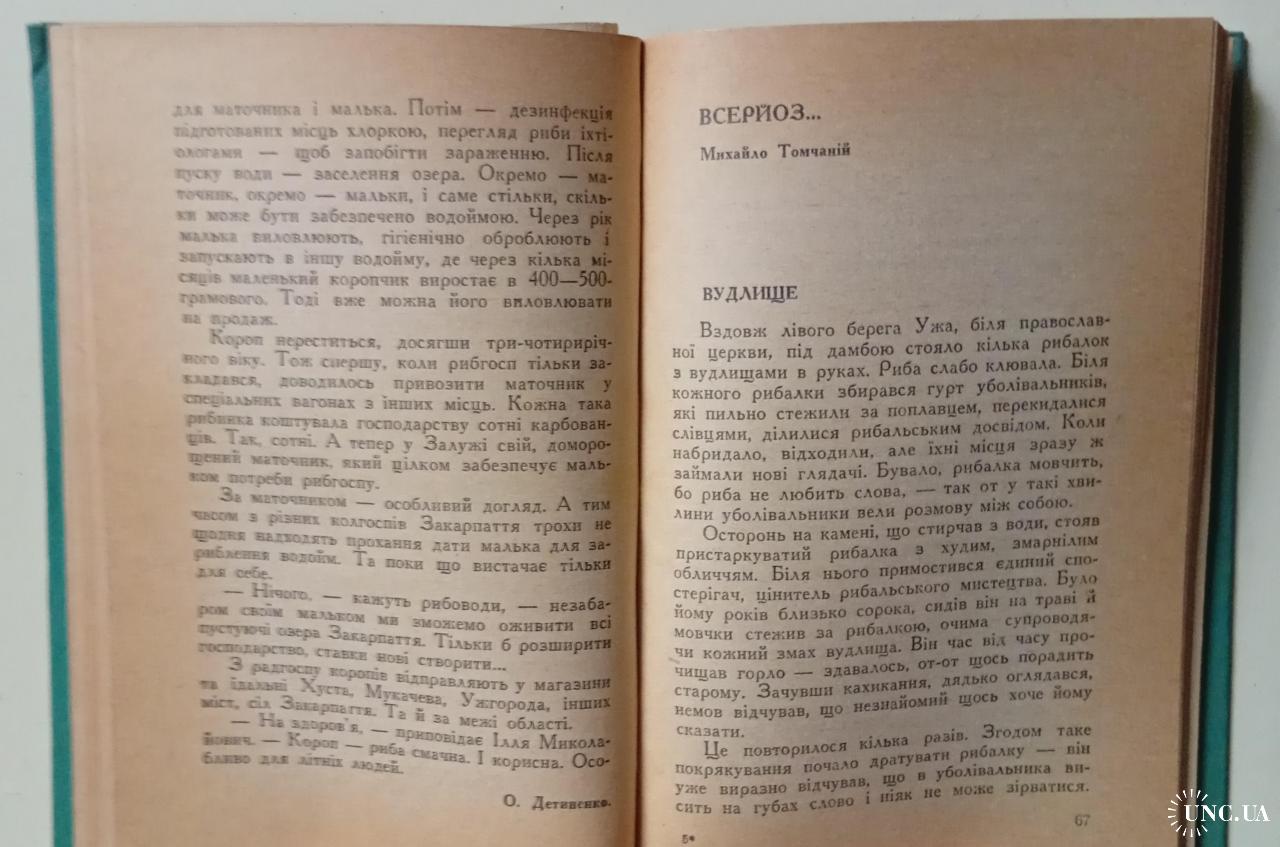 для маточника і малька. Потім — дезинфекція
підготованих місць хлоркою, перегляд риби іхті-
ологами — щоб запобігти зараженню. Після
пуску води — заселення озера. Окремо — ма-
точник, окремо — мальки, і саме стільки, скіль-
ки може бути забезпечено водоймою. Через рік
малька виловлюють, гігієнічно оброблюють і
запускають в іншу водойму, де через кілька мі-
сяців маленький коропчик виростає в 400—500-
грамового. Тоді вже можна його виловлювати
на продаж.
Короп нереститься, досягши три-чотириріч-
ного віку. Тож спершу, коли рибгосп тільки за-
кладався, доводилось привозити маточник у
спеціальних вагонах з інших місць. Кожна така
рибинка коштувала господарству сотні карбован-
ців. Так, сотні. А тепер у Залужі свій, доморо-
щений маточник, який цілком забезпечує маль-
ком потреби рибгоспу.
За маточником — особливий догляд. А тим
часом з різних колгоспів Закарпаття трохи не
щодня надходять прохання дати малька для за-
риблення водойм. Та поки що вистачає тільки
для себе.
— Нічого, — кажуть рибоводи, — незаба-
ром своїм мальком ми зможемо оживити всі
пустуючі озера Закарпаття. Тільки б розширити
господарство, ставки нові створити...
З радгоспу коропів відправляють у магазини
та їдальні Хуста, Мукачева, Ужгорода, інших
міст, сіл Закарпаття. Та й за межі області.
— На здоров'я, — приповідає Ілля Микола-
йович. — Короп — риба смачна. І корисна. Осо-
бливо для літніх людей.
О. Детивенко.
ВСЕРЙОЗ...
Михайло Томчаній
ВУДЛИЩЕ
Вздовж лівого берега Ужа, біля православ-
ної церкви, під дамбою стояло кілька рибалок
з вудлищами в руках. Риба слабо клювала. Біля
кожного рибалки збирався гурт уболівальників,
які пильно стежили за поплавцем, перекидалися
слівцями, ділилися рибальським досвідом. Коли
набридало, відходили, але їхні місця зразу ж
займали нові глядачі. Бувало, рибалка мовчить,
бо риба не любить слова, — так от у такі хви-
лини уболівальники вели розмову між собою.
Осторонь на камені, що стирчав з води, стояв
пристаркуватий рибалка з худим, змарнілим
обличчям. Біля нього примостився єдиний спо-
стерігач, цінитель рибальського мистецтва. Було
йому років близько сорока, сидів він на траві й
мовчки стежив за рибалкою, очима супроводя-
чи кожний змах вудлища. Він час від часу про-
чищав горло — здавалось, от-от щось порадить
старому. Зачувши кахикання, дядько оглядався,
немов відчував, що незнайомий щось хоче йому
сказати.
Це повторилося кілька разів. Згодом таке
покрякування почало дратувати рибалку — він
уже виразно відчував, що в уболівальника ви-
сить на губах слово і ніяк не може зірватися.
5*
67
UNC.UA